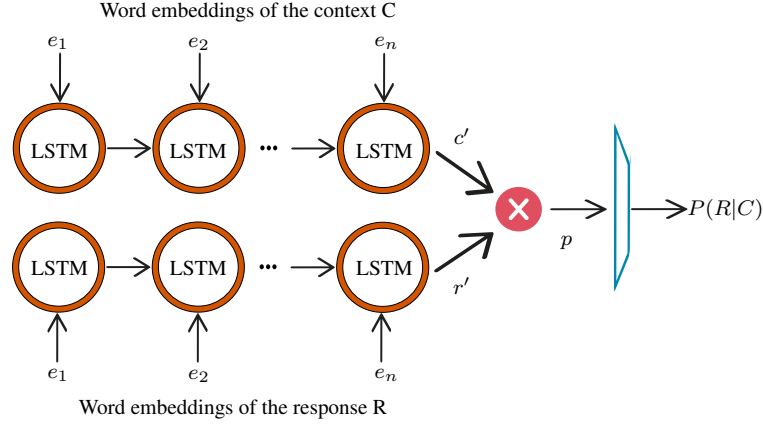 Word embeddings of the context C
e₁ e₂ eₙ
LSTM LSTM ... LSTM
c′
P(R|C)
p
LSTM LSTM ... LSTM
r′
e₁ e₂ eₙ
Word embeddings of the response R